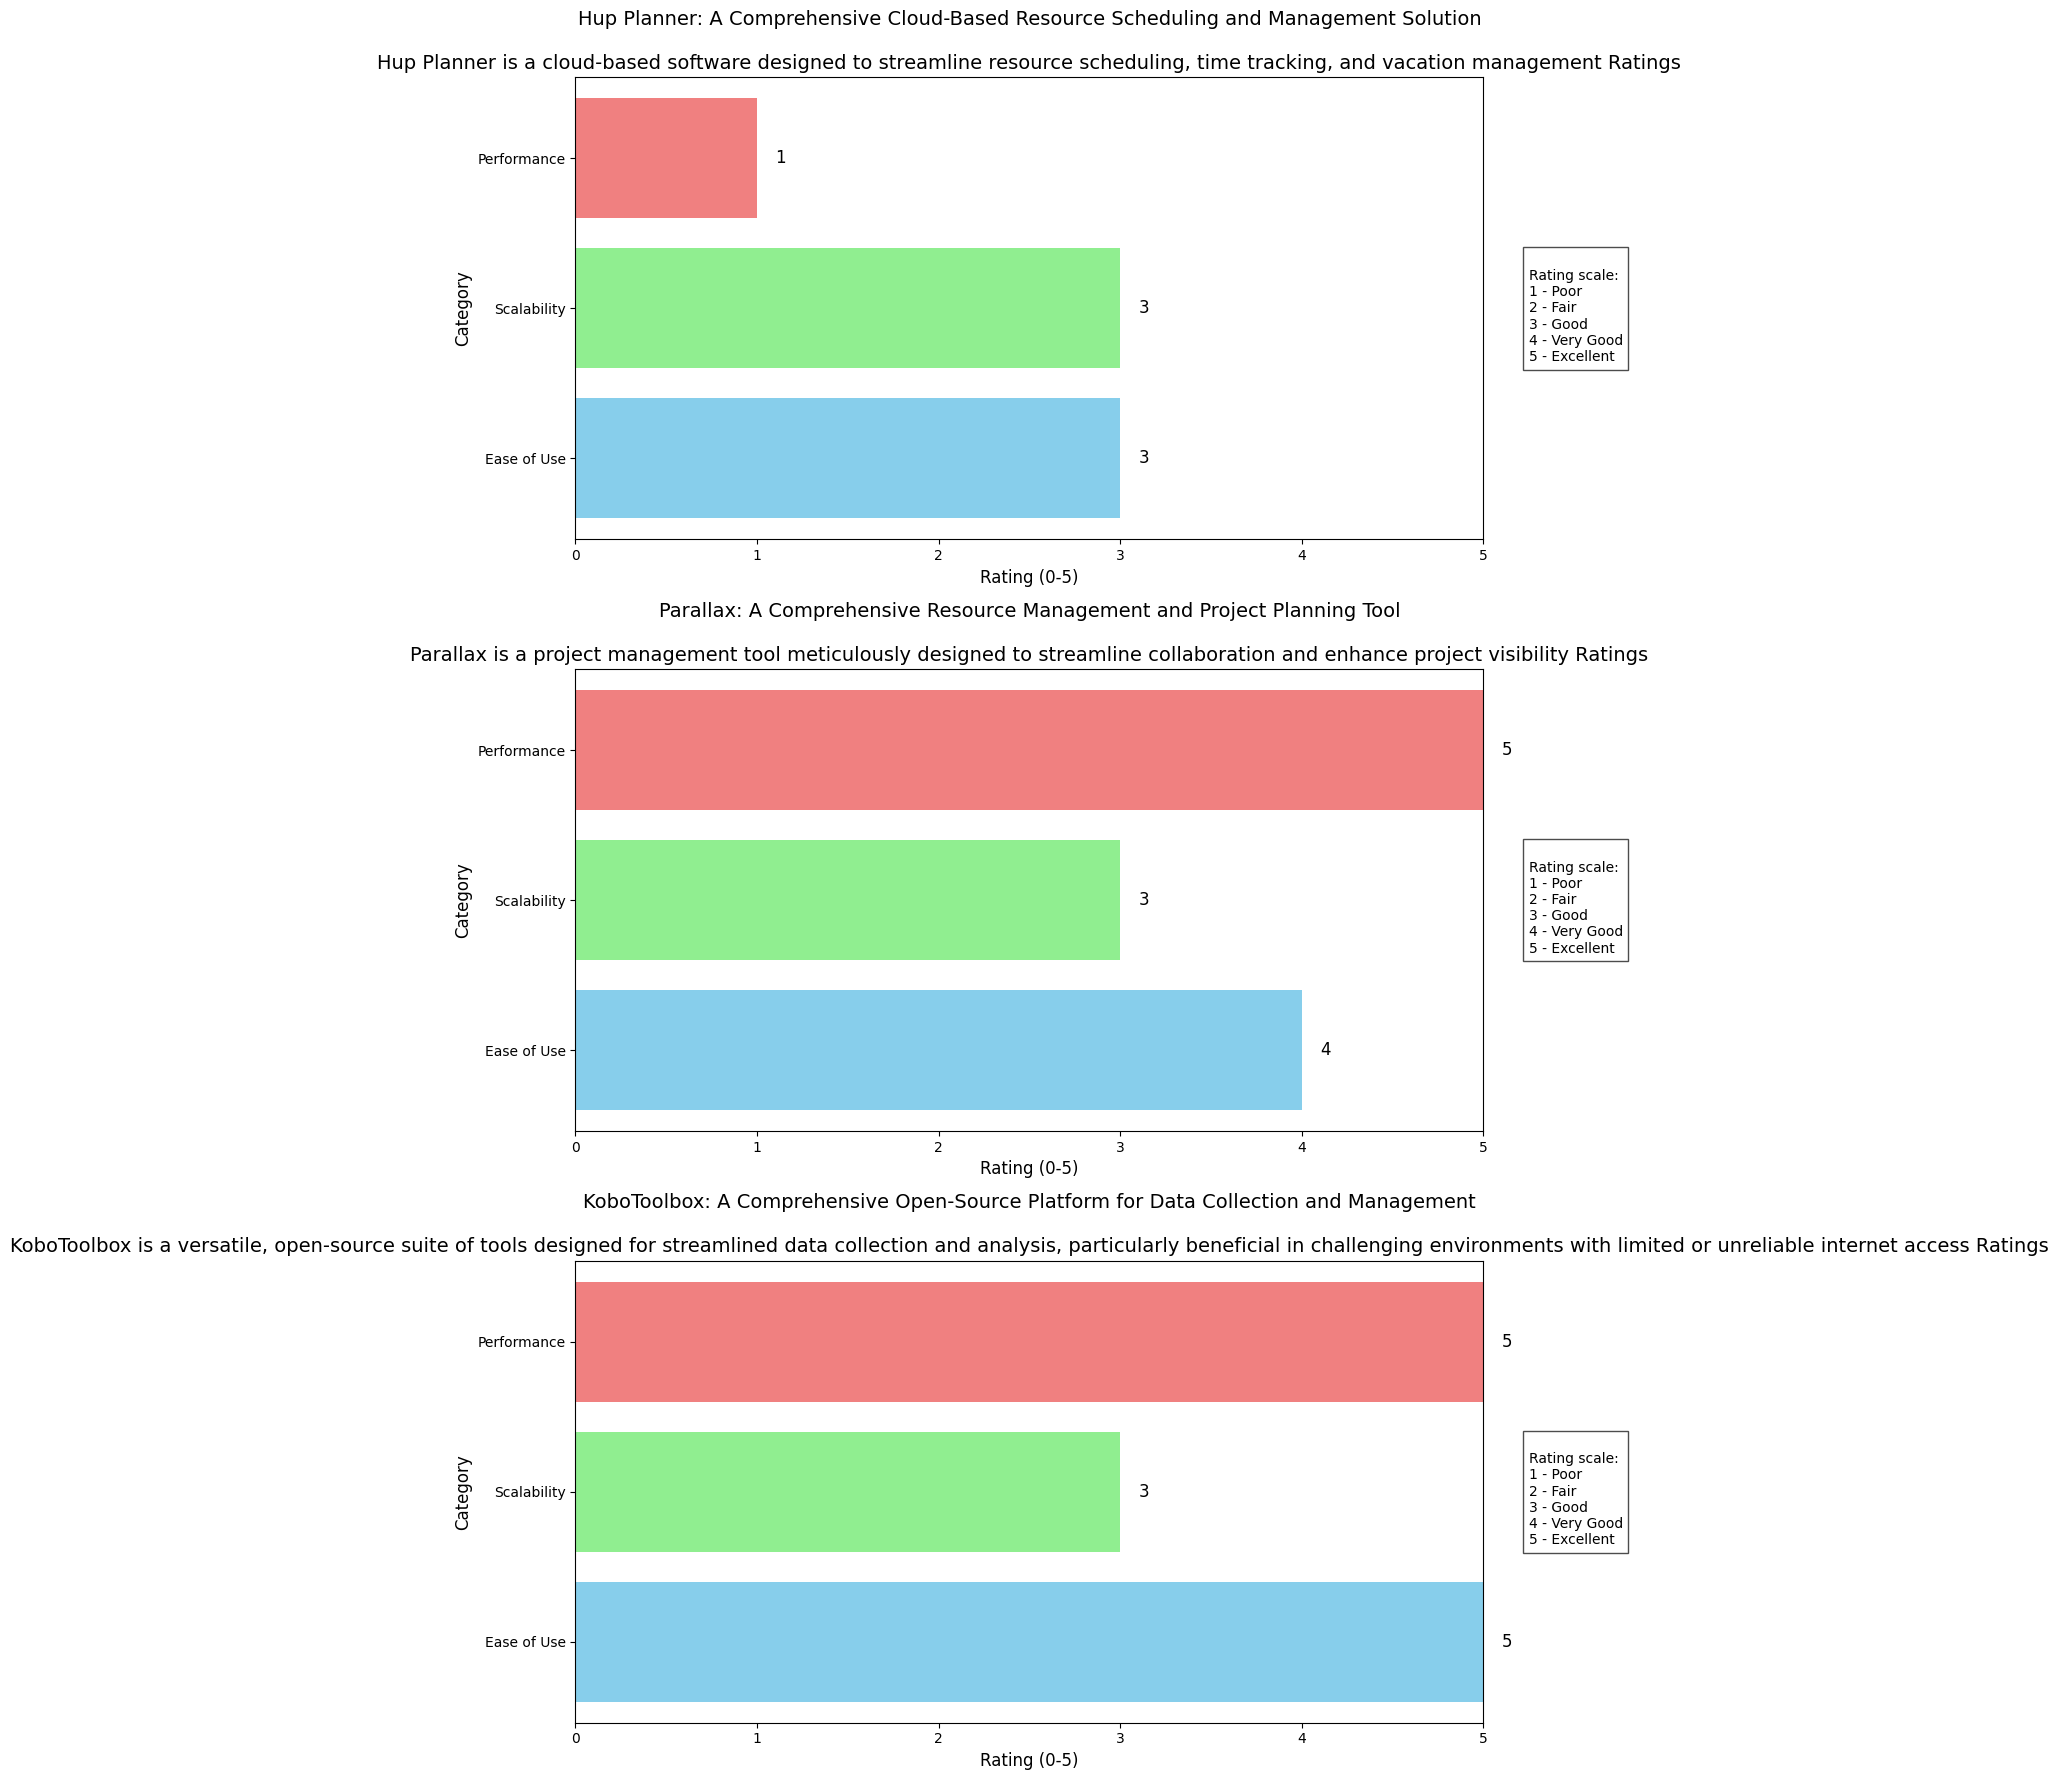 Hup Planner: A Comprehensive Cloud-Based Resource Scheduling and Management Solution
Hup Planner is a cloud-based software designed to streamline resource scheduling, time tracking, and vacation management Ratings
Category
Performance
1
Scalability
3
Ease of Use
3
0 1 2 3 4 5
Rating (0-5)
Rating scale:
1 - Poor
2 - Fair
3 - Good
4 - Very Good
5 - Excellent
Parallax: A Comprehensive Resource Management and Project Planning Tool
Parallax is a project management tool meticulously designed to streamline collaboration and enhance project visibility Ratings
Category
Performance
5
Scalability
3
Ease of Use
4
0 1 2 3 4 5
Rating (0-5)
Rating scale:
1 - Poor
2 - Fair
3 - Good
4 - Very Good
5 - Excellent
KoboToolbox: A Comprehensive Open-Source Platform for Data Collection and Management
KoboToolbox is a versatile, open-source suite of tools designed for streamlined data collection and analysis, particularly beneficial in challenging environments with limited or unreliable internet access Ratings
Category
Performance
5
Scalability
3
Ease of Use
5
0 1 2 3 4 5
Rating (0-5)
Rating scale:
1 - Poor
2 - Fair
3 - Good
4 - Very Good
5 - Excellent